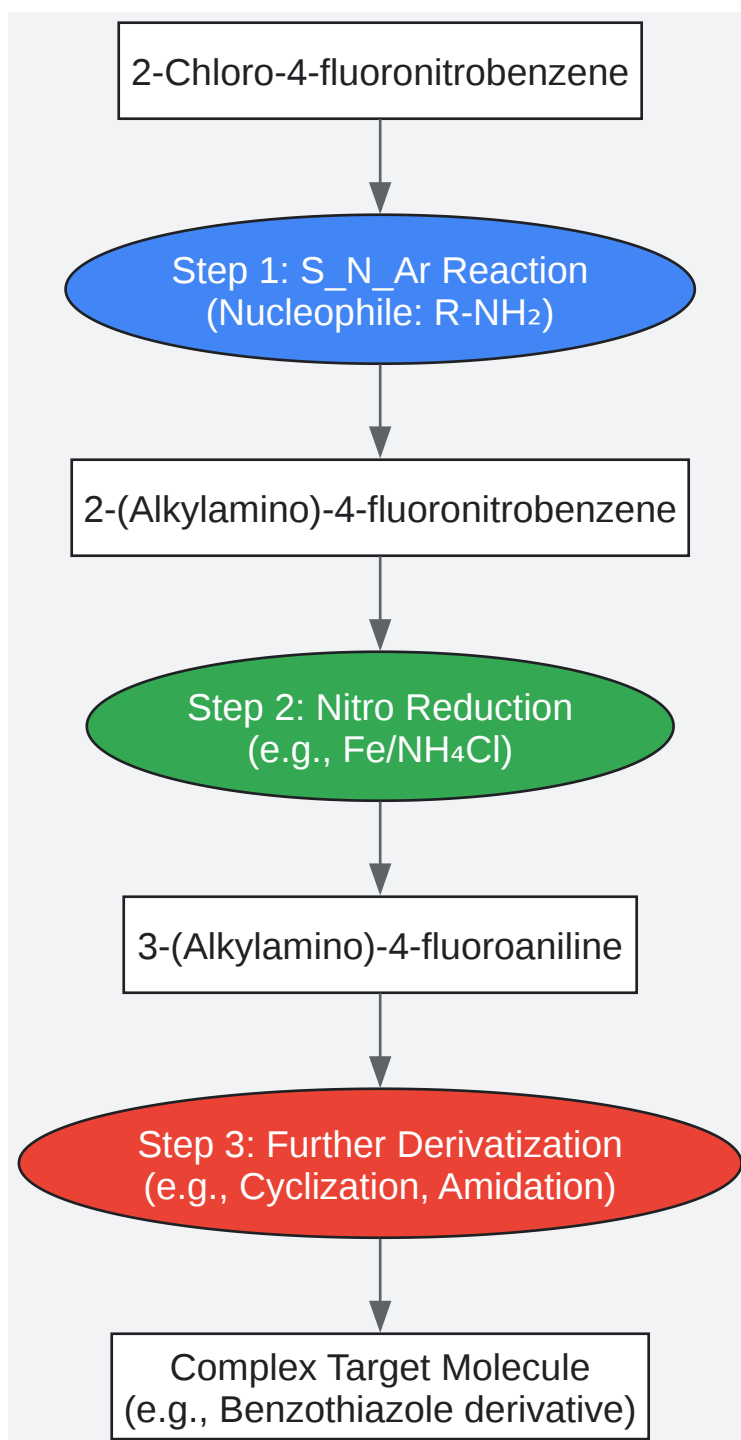 2-Chloro-4-fluoronitrobenzene
Step 1: S_N_Ar Reaction
(Nucleophile: R-NH₂)
2-(Alkylamino)-4-fluoronitrobenzene
Step 2: Nitro Reduction
(e.g., Fe/NH₄Cl)
3-(Alkylamino)-4-fluoroaniline
Step 3: Further Derivatization
(e.g., Cyclization, Amidation)
Complex Target Molecule
(e.g., Benzothiazole derivative)